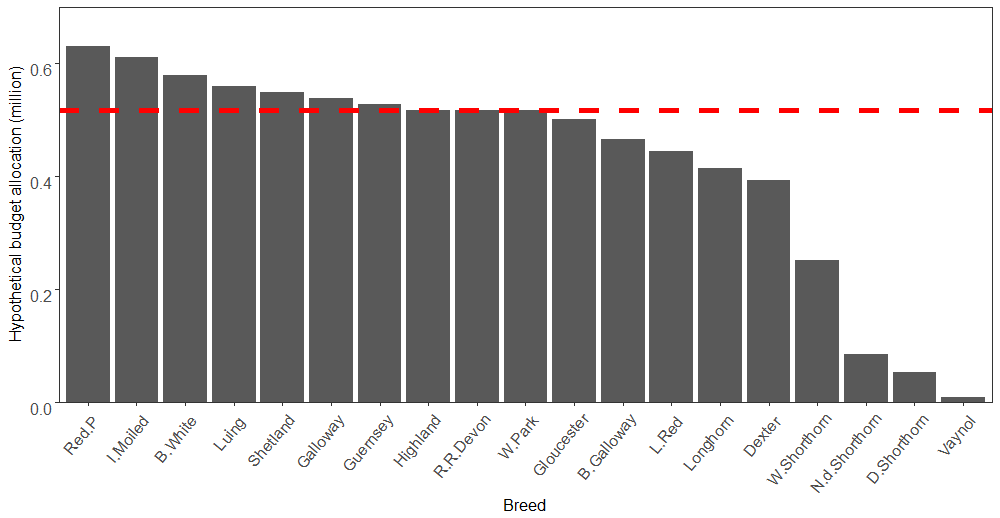 Hypothetical budget allocation (million)
0.6
0.4
0.2
0.0
Red.P
I.Moiled
B.White
Luing
Shetland
Galloway
Guernsey
Highland
R.R.Devon
W.Park
Gloucester
B.Galloway
L.Red
Longhorn
Dexter
W.Shorthorn
N.d.Shorthorn
D.Shorthorn
Vaynol
Breed